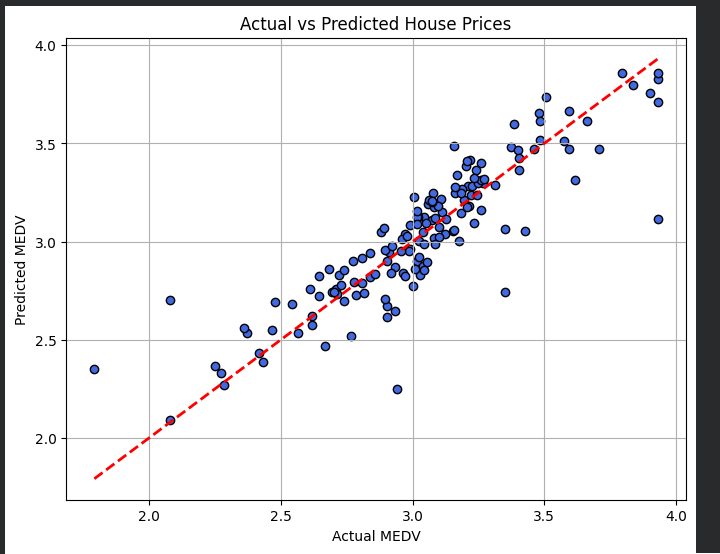 Actual vs Predicted House Prices
4.0
3.5
3.0
2.5
2.0
Predicted MEDV
2.0 2.5 3.0 3.5 4.0
Actual MEDV